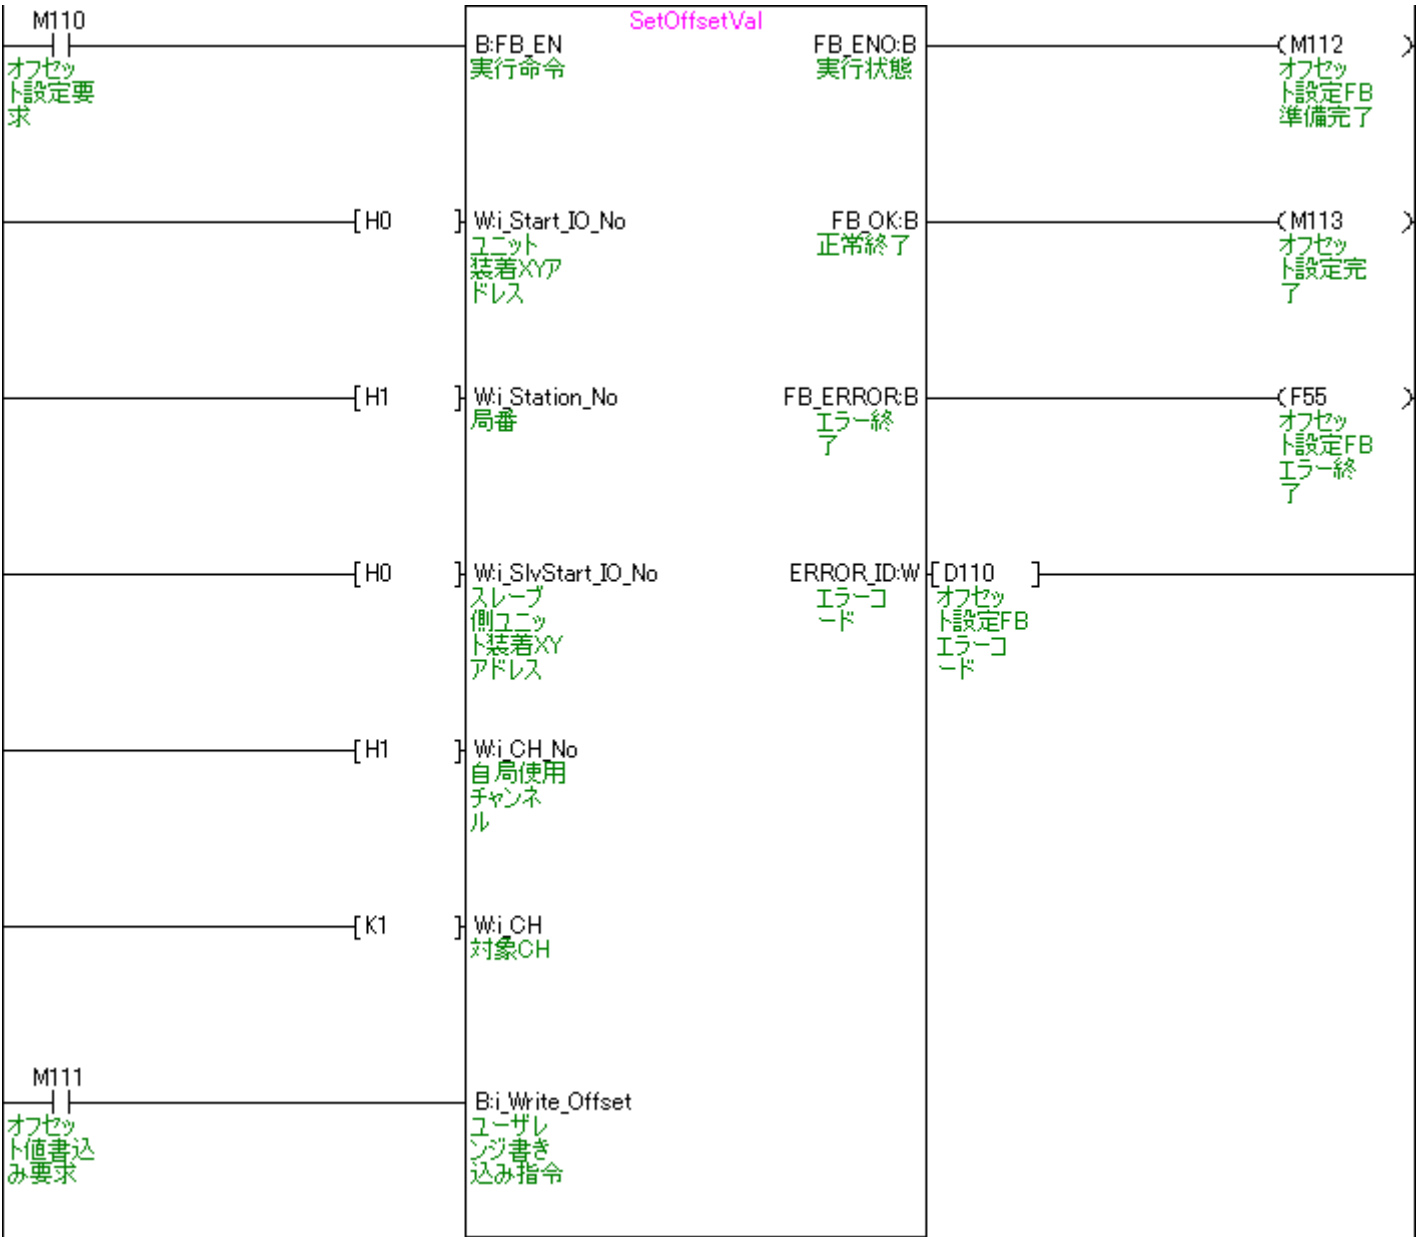 SetOffsetVal
M110
オフセッ
ト設定要
求
B:FB_EN
実行命令
FB_ENO:B
実行状態
(M112 )
オフセッ
ト設定FB
準備完了
[ H0 ]
W:i_Start_IO_No
ユニット
装着XYア
ドレス
FB_OK:B
正常終了
(M113 )
オフセッ
ト設定完
了
[ H1 ]
W:i_Station_No
局番
FB_ERROR:B
エラー終
了
(F55 )
オフセッ
ト設定FB
エラー終
了
[ H0 ]
W:i_SlvStart_IO_No
スレーブ
側ユニッ
ト装着XY
アドレス
ERROR_ID:W
エラーコ
ード
[ D110 ]
オフセッ
ト設定FB
エラーコ
ード
[ H1 ]
W:i_CH_No
自局使用
チャンネ
ル
[ K1 ]
W:i_CH
対象CH
M111
オフセッ
ト値書込
み要求
B:i_Write_Offset
ユーザレ
ンジ書き
込み指令